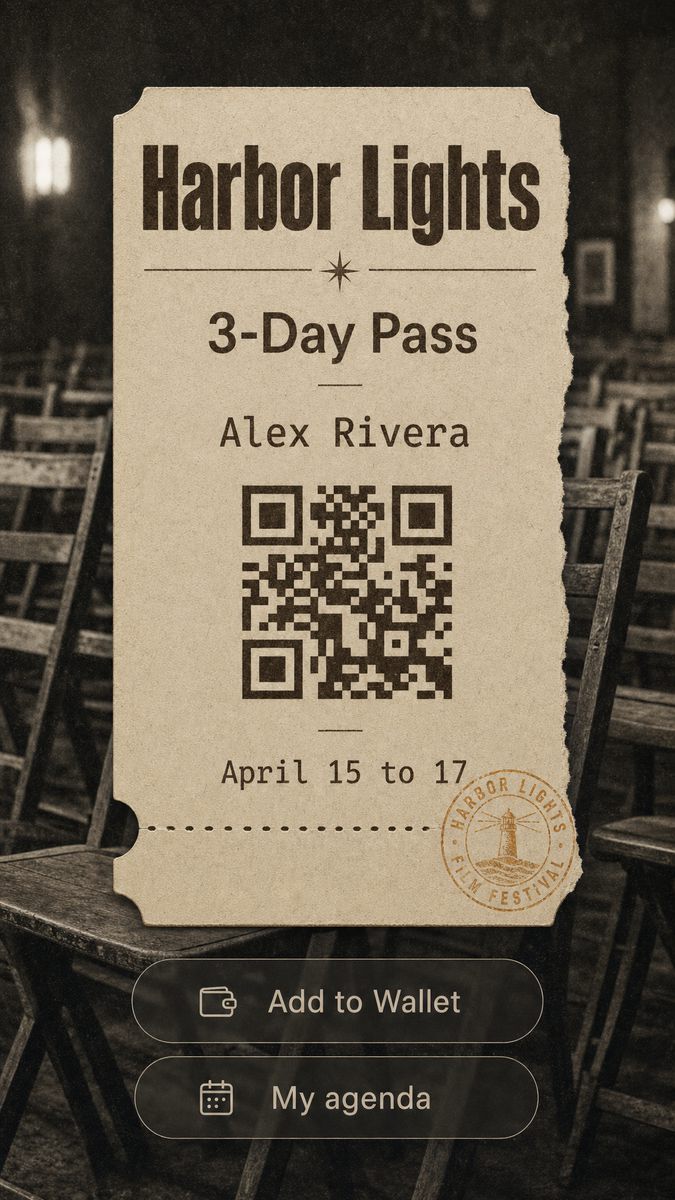 Harbor Lights
3-Day Pass
Alex Rivera
April 15 to 17
HARBOR LIGHTS
FILM FESTIVAL
Add to Wallet
My agenda